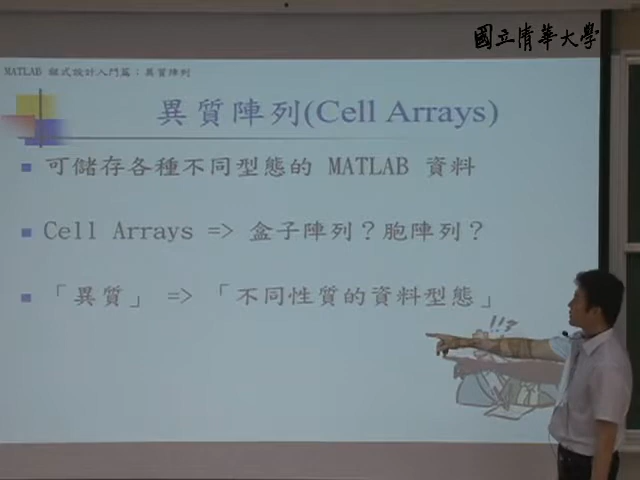 國立清華大學
MATLAB 程式設計入門篇：異質陣列
異質陣列(Cell Arrays)
可儲存各種不同型態的 MATLAB 資料
Cell Arrays => 盒子陣列？胞陣列？
「異質」 => 「不同性質的資料型態」
!!?